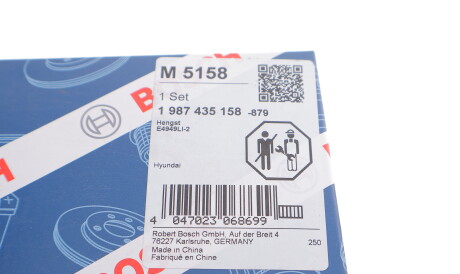 M 5158
1 Set
1 987 435 158 -879
Hengst
E4949LI-2
Hyundai
4 047023 068699
Robert Bosch GmbH, Auf der Breit 4
76227 Karlsruhe, GERMANY 250
Made in China
Fabriqué en Chine